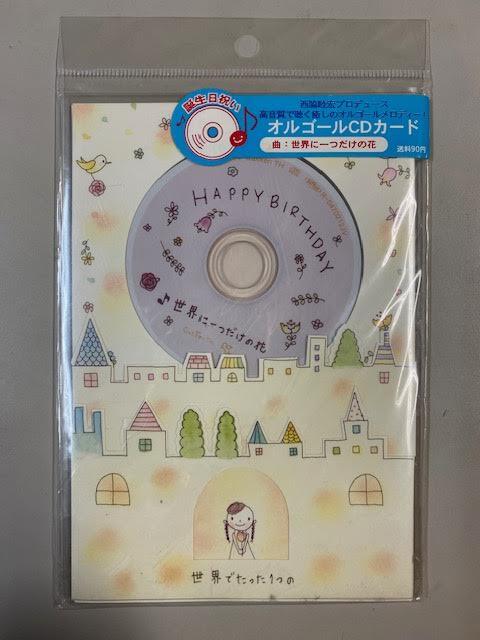 誕生日祝い
西脇睦宏プロデュース
高音質で聴く癒しのオルゴールメロディー!
オルゴールCDカード
曲:世界に一つだけの花
送料90円
HAPPY BIRTHDAY
♪世界に一つだけの花
世界でたった1つの